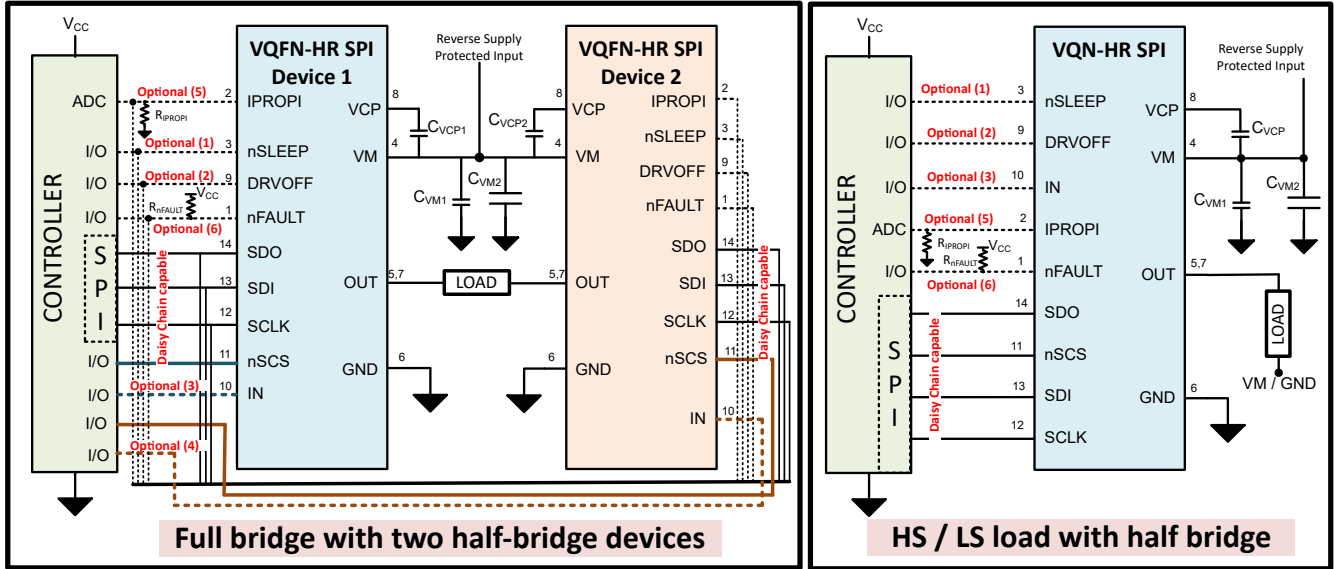 VCC
CONTROLLER
ADC
I/O
I/O
I/O
S
P
I
I/O
I/O
I/O
I/O
Optional (5)
RIPROPI
Optional (1)
Optional (2)
RnFAULT
VCC
Optional (6)
Daisy Chain capable
Optional (3)
Optional (4)
2
3
9
1
14
13
12
11
10
VQFN-HR SPI
Device 1
IPROPI
nSLEEP
DRVOFF
nFAULT
SDO
SDI
SCLK
nSCS
IN
VCP
VM
OUT
GND
8
4
5,7
6
Reverse Supply
Protected Input
CVCP1
CVCP2
CVM1
CVM2
LOAD
8
4
5,7
6
VQFN-HR SPI
Device 2
VCP
VM
OUT
GND
IPROPI
nSLEEP
DRVOFF
nFAULT
SDO
SDI
SCLK
nSCS
IN
2
3
9
1
14
13
12
11
10
Daisy Chain capable
Full bridge with two half-bridge devices
VCC
CONTROLLER
I/O
I/O
I/O
ADC
I/O
S
P
I
Optional (1)
Optional (2)
Optional (3)
Optional (5)
RIPROPI
VCC
RnFAULT
Optional (6)
Daisy Chain capable
3
9
10
2
1
14
11
13
12
VQN-HR SPI
nSLEEP
DRVOFF
IN
IPROPI
nFAULT
SDO
nSCS
SDI
SCLK
VCP
VM
OUT
GND
8
4
5,7
6
Reverse Supply
Protected Input
CVCP
CVM1
CVM2
LOAD
VM / GND
HS / LS load with half bridge